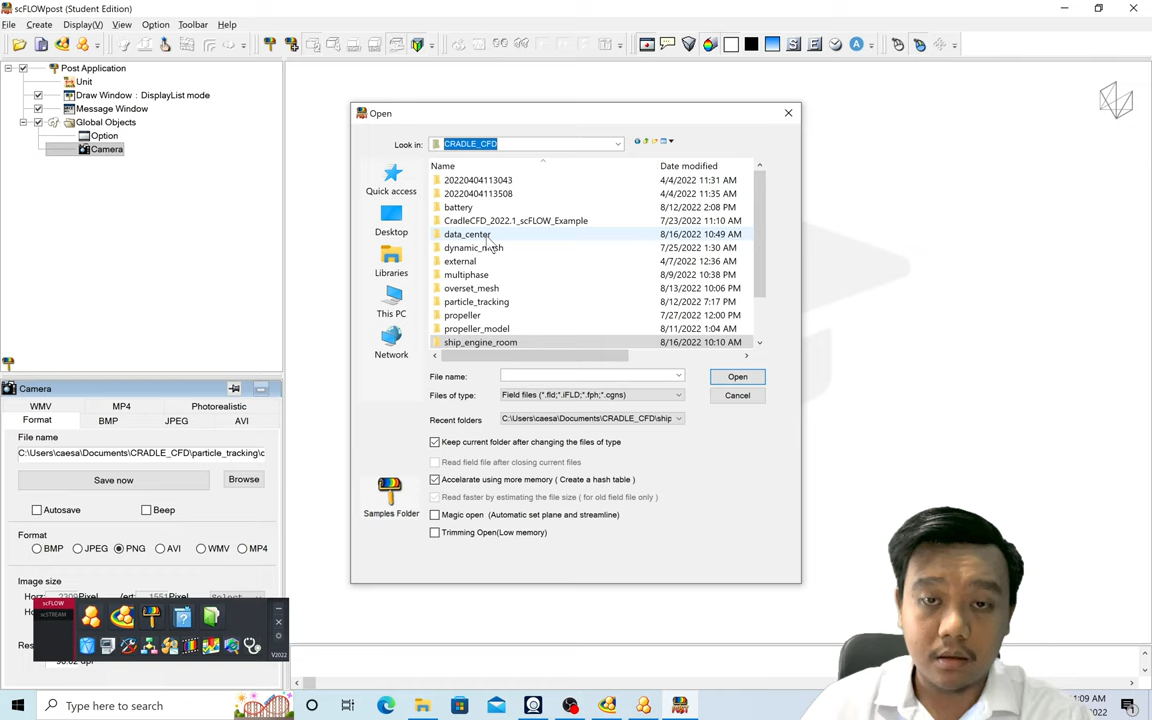 scFLOWpost (Student Edition)
File Create Display(V) View Option Toolbar Help
Post Application
Unit
Draw Window : DisplayList mode
Message Window
Global Objects
Option
Camera
Open
Look in: CRADLE_CFD
Name Date modified
20220404113043 4/4/2022 11:31 AM
20220404113508 4/4/2022 11:35 AM
battery 8/12/2022 2:08 PM
CradleCFD_2022.1_scFLOW_Example 7/23/2022 11:10 AM
data_center 8/16/2022 10:49 AM
dynamic_mesh 7/25/2022 1:30 AM
external 4/7/2022 12:36 AM
multiphase 8/9/2022 10:38 PM
overset_mesh 8/13/2022 10:06 PM
particle_tracking 8/12/2022 7:17 PM
propeller 7/27/2022 12:00 PM
propeller_model 8/11/2022 1:04 AM
ship_engine_room 8/16/2022 10:10 AM
Quick access
Desktop
Libraries
This PC
Network
Samples Folder
File name: Open
Files of type: Field files (*.fld;*.iFLD;*.fph;*.cgns) Cancel
Recent folders C:\Users\caesa\Documents\CRADLE_CFD\ship
Keep current folder after changing the files of type
Read field file after closing current files
Accelarate using more memory ( Create a hash table )
Read faster by estimating the file size ( for old field file only )
Magic open (Automatic set plane and streamline)
Trimming Open(Low memory)
Camera
WMV MP4 Photorealistic
Format BMP JPEG AVI
File name
C:\Users\caesa\Documents\CRADLE_CFD\particle_tracking\c
Save now Browse
Autosave Beep
Format
BMP JPEG PNG AVI WMV MP4
Image size
scFLOW
scSTREAM
V2022
Type here to search